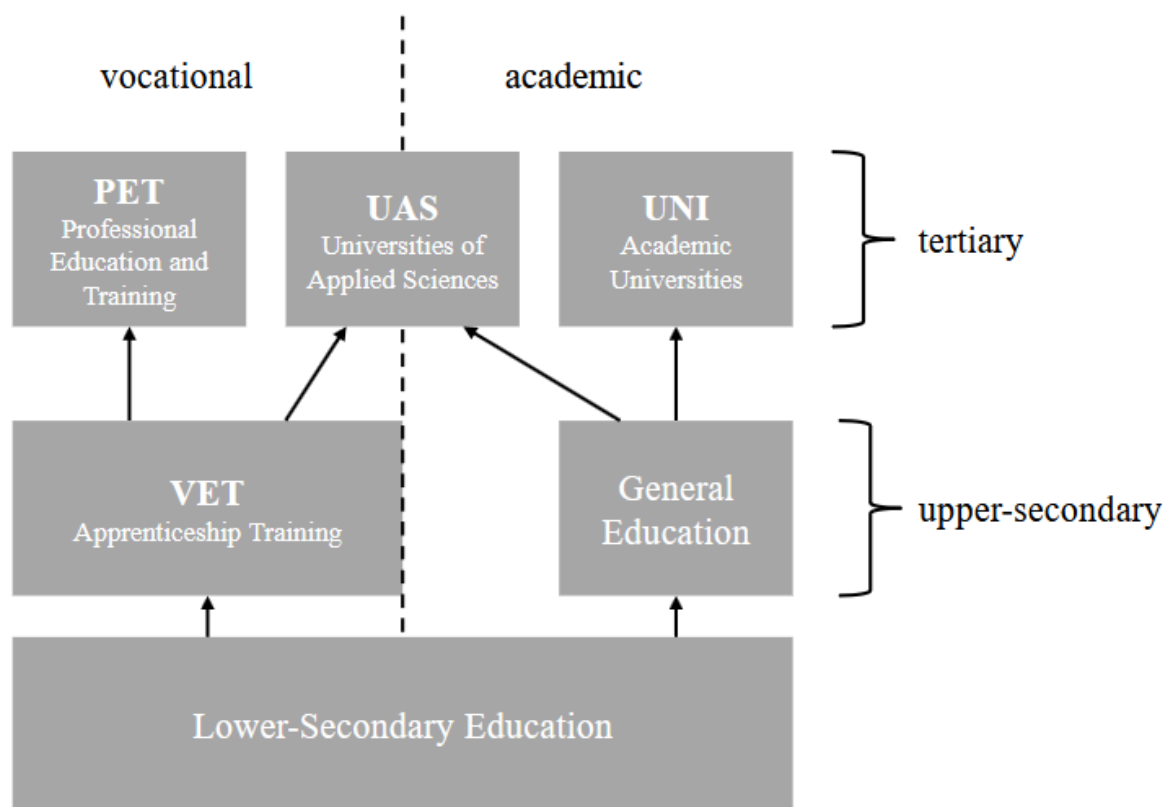 vocational
academic
PET
Professional
Education and
Training
UAS
Universities of
Applied Sciences
UNI
Academic
Universities
tertiary
VET
Apprenticeship Training
General
Education
upper-secondary
Lower-Secondary Education